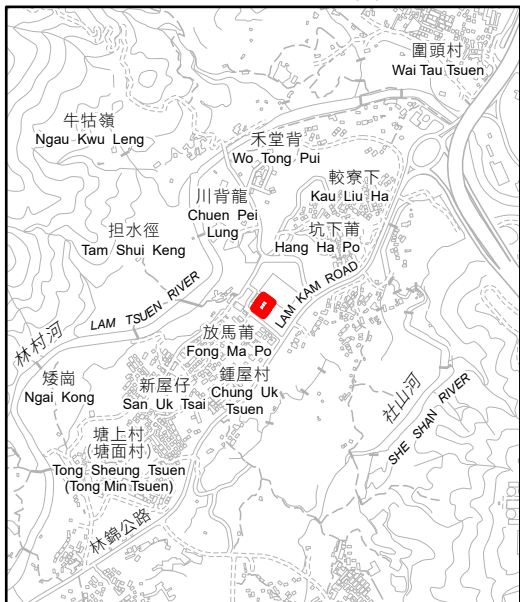 圍頭村
Wai Tau Tsuen
牛牯嶺
Ngau Kwu Leng
禾堂背
Wo Tong Pui
較寮下
Kau Liu Ha
川背龍
Chuen Pei
Lung
坑下莆
Hang Ha Po
担水徑
Tam Shui Keng
LAM TSUEN RIVER
LAM KAM ROAD
林村河
放馬莆
Fong Ma Po
矮崗
Ngai Kong
新屋仔
San Uk Tsai
鍾屋村
Chung Uk
Tsuen
社山河
SHE SHAN RIVER
塘上村
(塘面村)
Tong Sheung Tsuen
(Tong Min Tsuen)
林錦公路